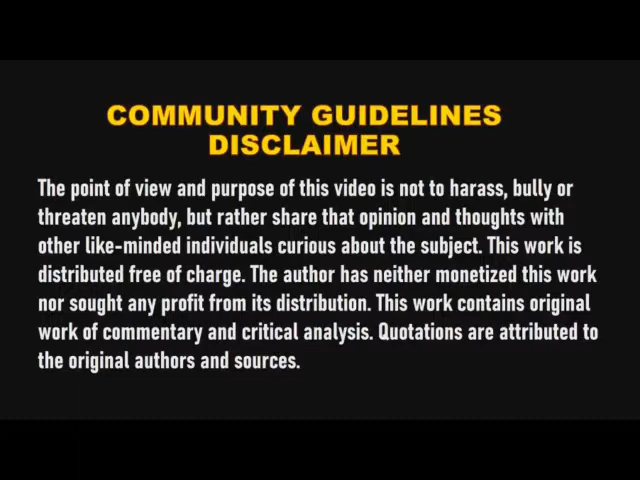 COMMUNITY GUIDELINES
DISCLAIMER
The point of view and purpose of this video is not to harass, bully or
threaten anybody, but rather share that opinion and thoughts with
other like-minded individuals curious about the subject. This work is
distributed free of charge. The author has neither monetized this work
nor sought any profit from its distribution. This work contains original
work of commentary and critical analysis. Quotations are attributed to
the original authors and sources.